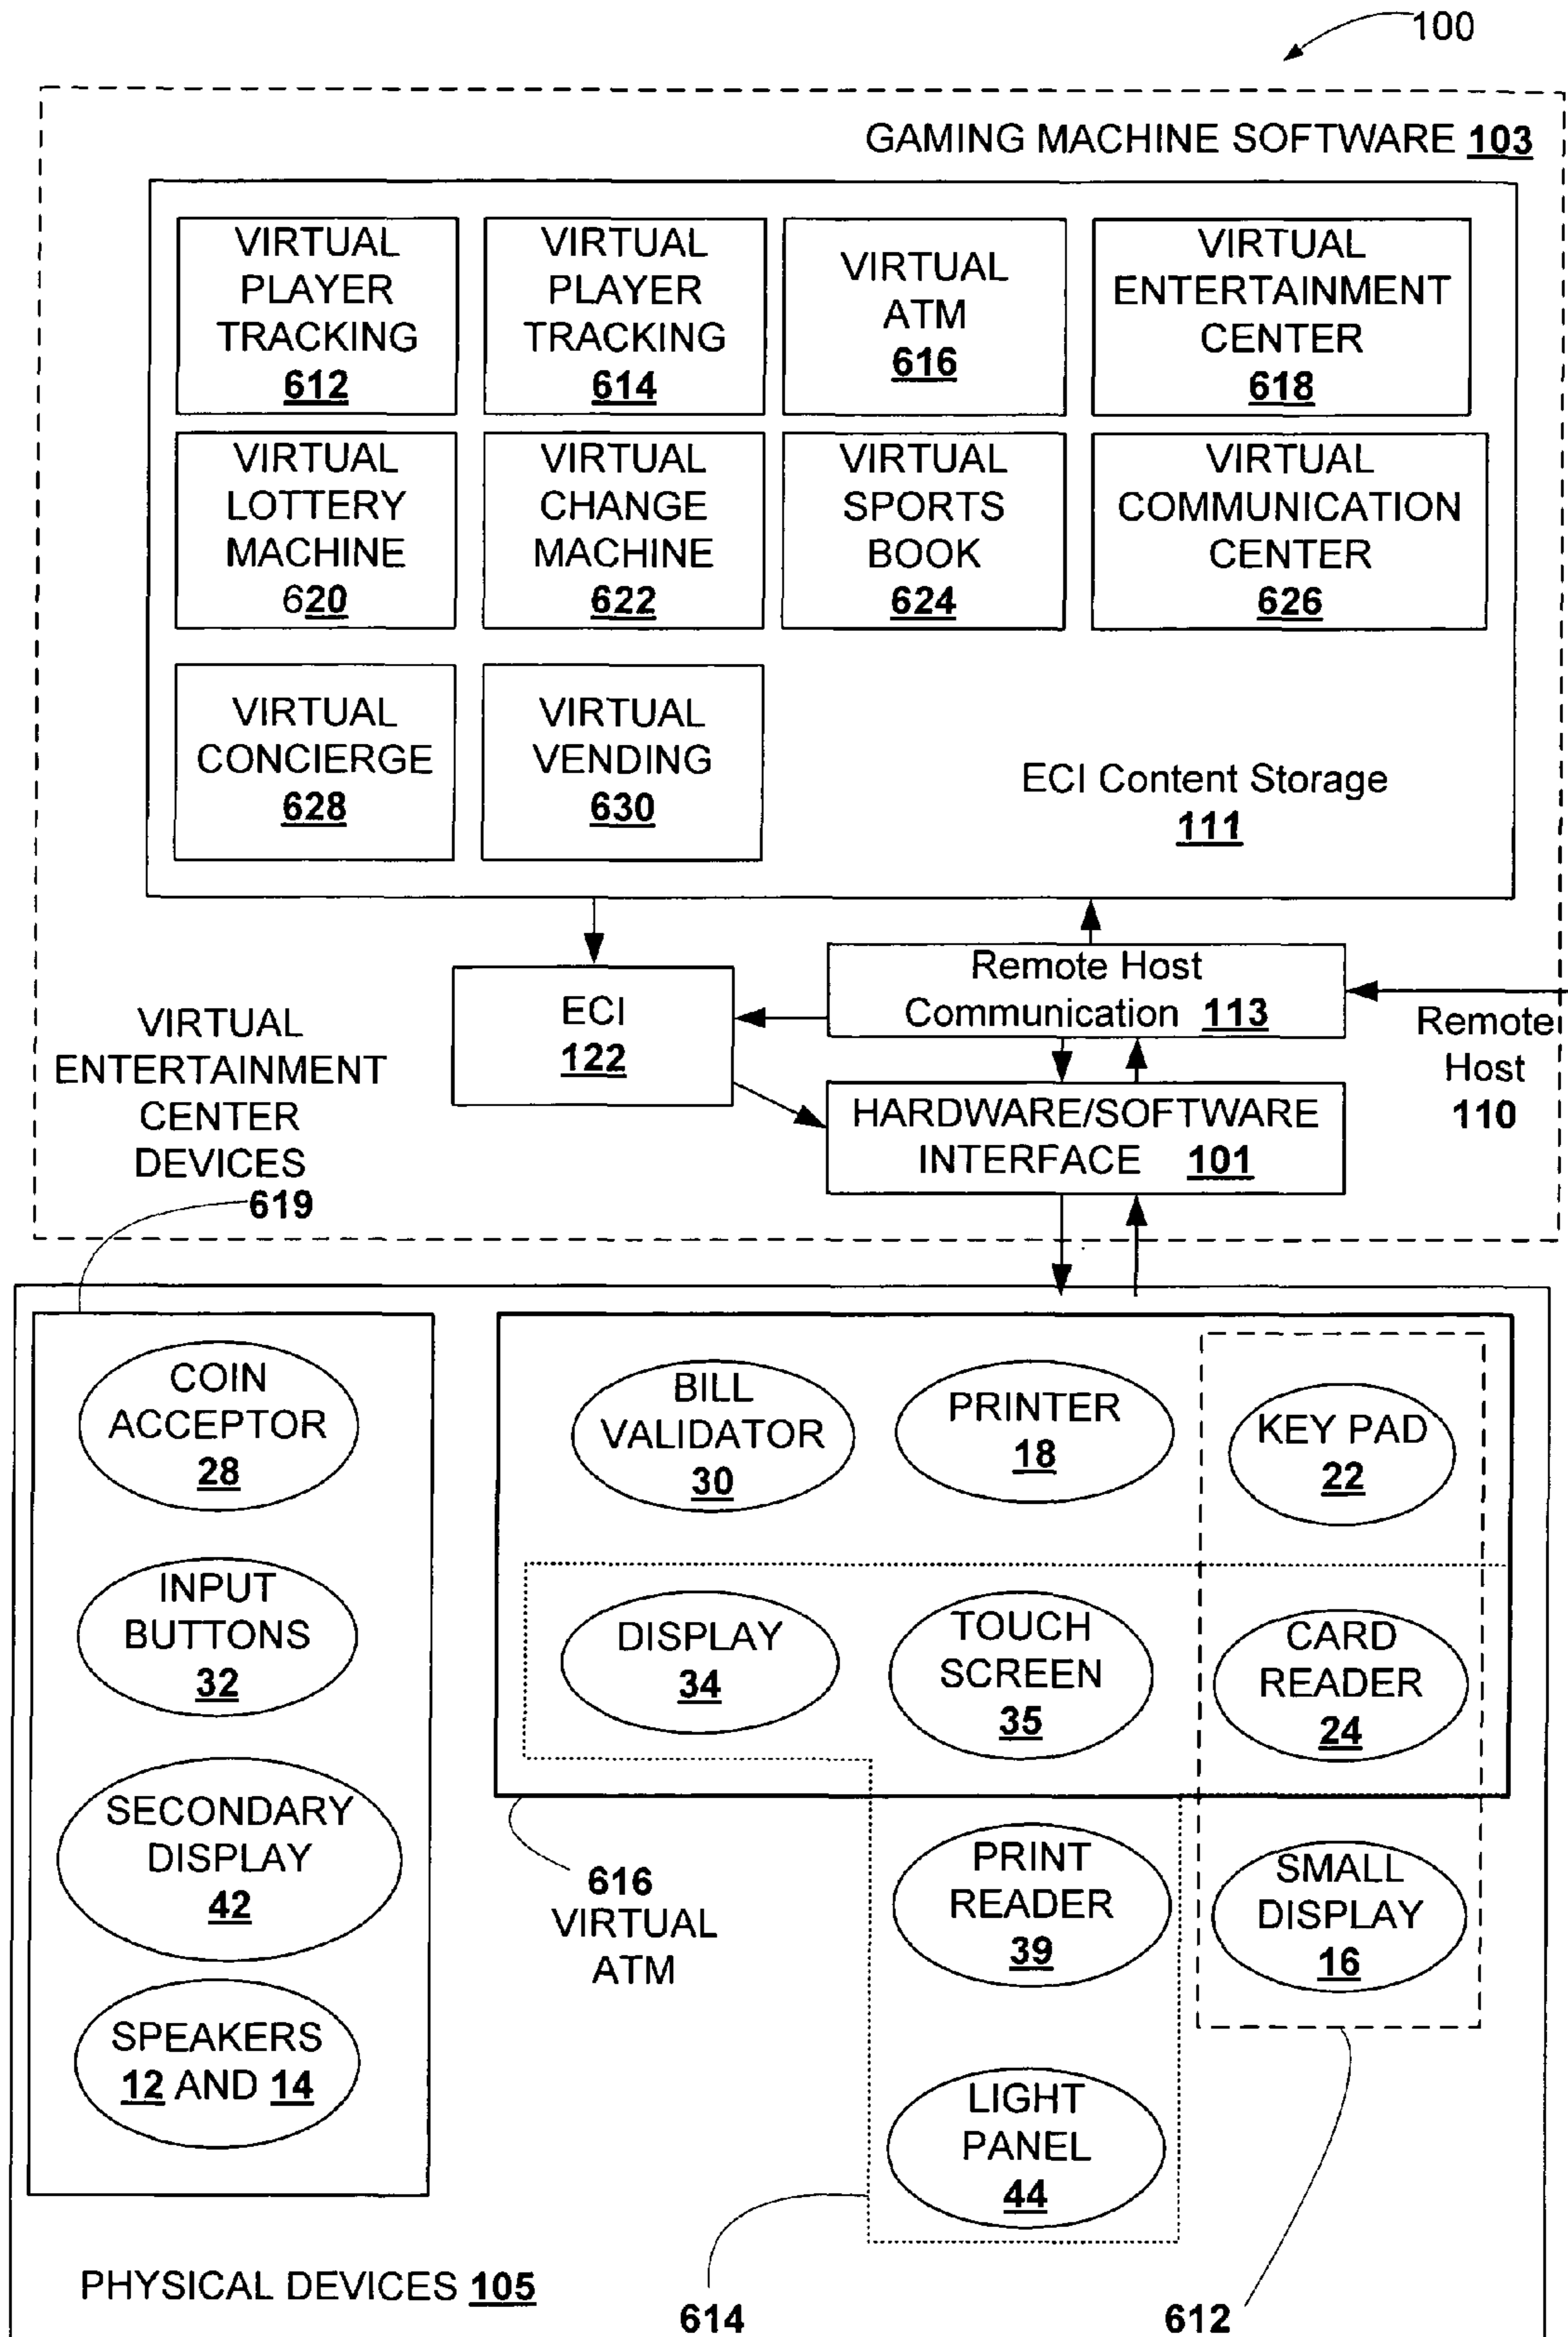 100
GAMING MACHINE SOFTWARE 103
VIRTUAL
PLAYER
TRACKING
612
VIRTUAL
PLAYER
TRACKING
614
VIRTUAL
ATM
616
VIRTUAL
ENTERTAINMENT
CENTER
618
VIRTUAL
LOTTERY
MACHINE
620
VIRTUAL
CHANGE
MACHINE
622
VIRTUAL
SPORTS
BOOK
624
VIRTUAL
COMMUNICATION
CENTER
626
VIRTUAL
CONCIERGE
628
VIRTUAL
VENDING
630
ECI Content Storage
111
ECI
122
Remote Host
Communication 113
Remote
Host
110
HARDWARE/SOFTWARE
INTERFACE 101
VIRTUAL
ENTERTAINMENT
CENTER
DEVICES
619
COIN
ACCEPTOR
28
INPUT
BUTTONS
32
SECONDARY
DISPLAY
42
SPEAKERS
12 AND 14
BILL
VALIDATOR
30
PRINTER
18
KEY PAD
22
DISPLAY
34
TOUCH
SCREEN
35
CARD
READER
24
616
VIRTUAL
ATM
PRINT
READER
39
SMALL
DISPLAY
16
LIGHT
PANEL
44
PHYSICAL DEVICES 105
614
612